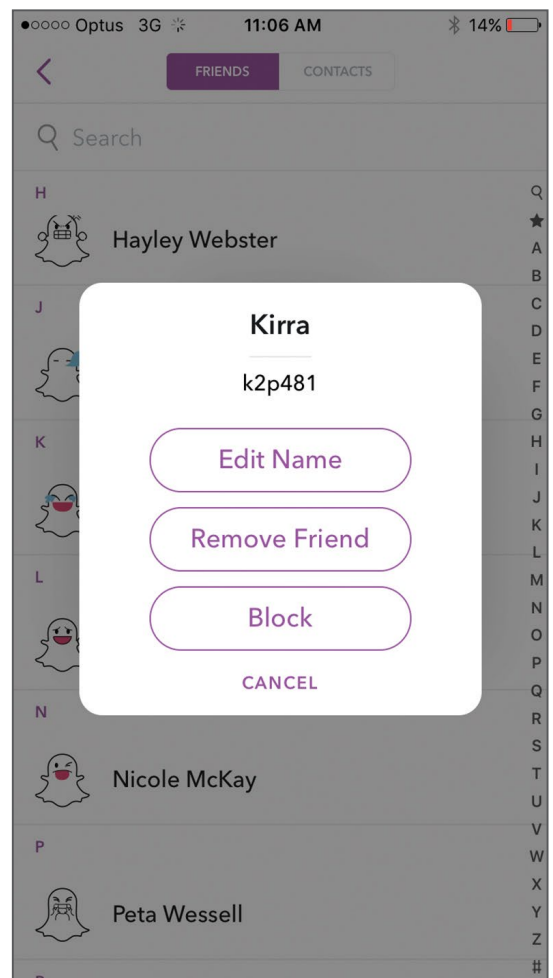 Optus 3G 11:06 AM 14%
FRIENDS CONTACTS
Search
H
Hayley Webster
J
K
L
N
Nicole McKay
P
Peta Wessell
Kirra
k2p481
Edit Name
Remove Friend
Block
CANCEL
A
B
C
D
E
F
G
H
I
J
K
L
M
N
O
P
Q
R
S
T
U
V
W
X
Y
Z
#